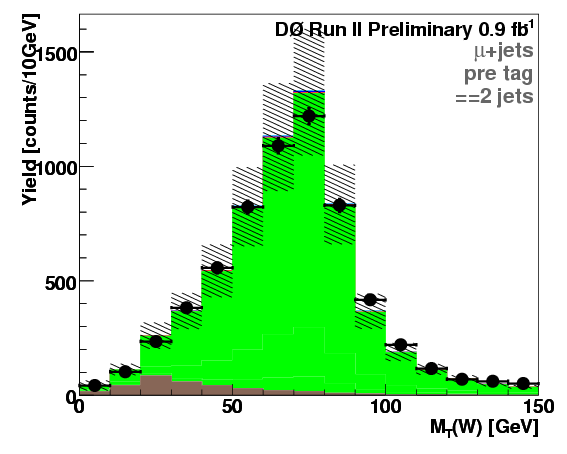 DØ Run II Preliminary 0.9 fb⁻¹
μ+jets
pre tag
==2 jets
Yield [counts/10GeV]
1500
1000
500
0
0 50 100 150
M_T(W) [GeV]